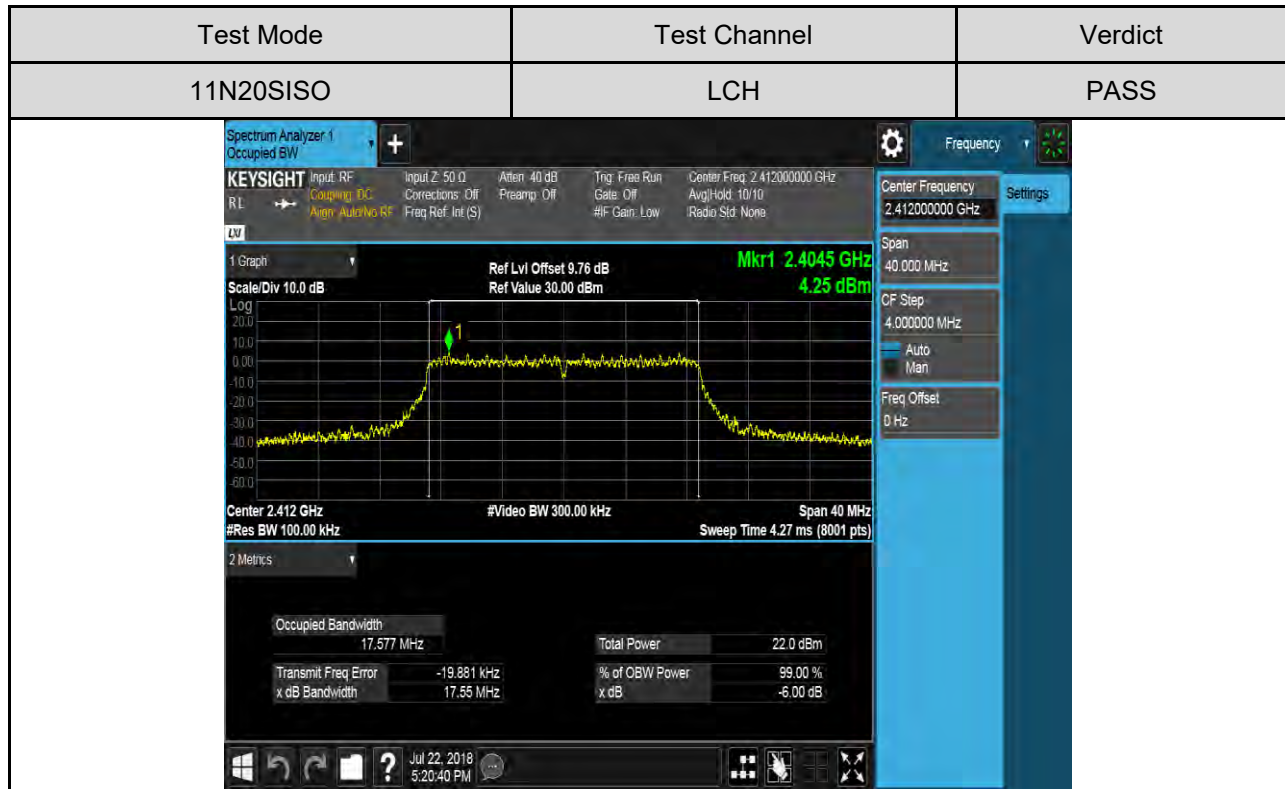 Test Mode Test Channel Verdict
11N20SISO LCH PASS
Spectrum Analyzer 1
Occupied BW
+
Frequency
KEYSIGHT Input: RF Input Z: 50 Ω Atten: 40 dB Trig: Free Run Center Freq: 2.412000000 GHz
RL Coupling: DC Corrections: Off Preamp: Off Gate: Off Avg|Hold: 10/10
Align: Auto/No RF Freq Ref: Int (S) #IF Gain: Low Radio Std: None
LXI
Center Frequency
2.412000000 GHz
Settings
Span
40.000 MHz
CF Step
4.000000 MHz
Auto
Man
Freq Offset
0 Hz
1 Graph
Ref Lvl Offset 9.76 dB Mkr1 2.4045 GHz
Scale/Div 10.0 dB Ref Value 30.00 dBm 4.25 dBm
Log
20.0
10.0
0.00
-10.0
-20.0
-30.0
-40.0
-50.0
-60.0
1
Center 2.412 GHz #Video BW 300.00 kHz Span 40 MHz
#Res BW 100.00 kHz Sweep Time 4.27 ms (8001 pts)
2 Metrics
Occupied Bandwidth
17.577 MHz Total Power 22.0 dBm
Transmit Freq Error -19.881 kHz % of OBW Power 99.00 %
x dB Bandwidth 17.55 MHz x dB -6.00 dB
? Jul 22, 2018
5:20:40 PM